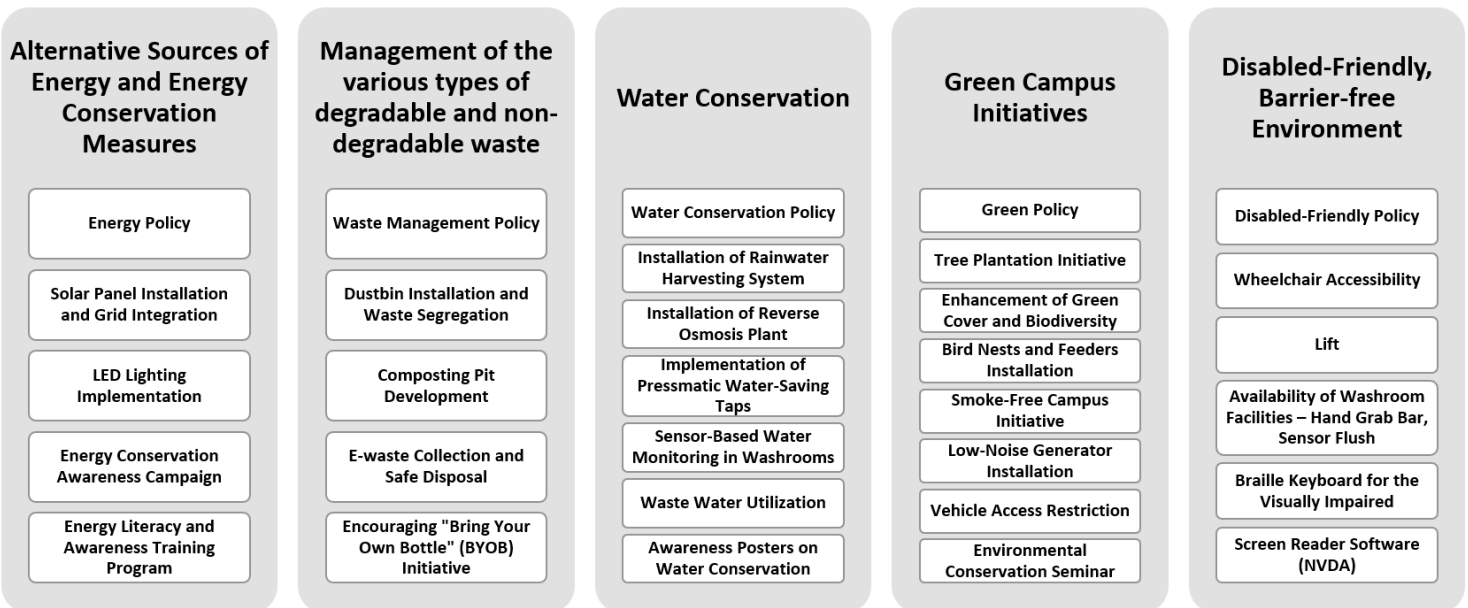 Alternative Sources of
Energy and Energy
Conservation
Measures
Energy Policy
Solar Panel Installation
and Grid Integration
LED Lighting
Implementation
Energy Conservation
Awareness Campaign
Energy Literacy and
Awareness Training
Program
Management of the
various types of
degradable and non-
degradable waste
Waste Management Policy
Dustbin Installation and
Waste Segregation
Composting Pit
Development
E-waste Collection and
Safe Disposal
Encouraging "Bring Your
Own Bottle" (BYOB)
Initiative
Water Conservation
Water Conservation Policy
Installation of Rainwater
Harvesting System
Installation of Reverse
Osmosis Plant
Implementation of
Pressmatic Water-Saving
Taps
Sensor-Based Water
Monitoring in Washrooms
Waste Water Utilization
Awareness Posters on
Water Conservation
Green Campus
Initiatives
Green Policy
Tree Plantation Initiative
Enhancement of Green
Cover and Biodiversity
Bird Nests and Feeders
Installation
Smoke-Free Campus
Initiative
Low-Noise Generator
Installation
Vehicle Access Restriction
Environmental
Conservation Seminar
Disabled-Friendly,
Barrier-free
Environment
Disabled-Friendly Policy
Wheelchair Accessibility
Lift
Availability of Washroom
Facilities – Hand Grab Bar,
Sensor Flush
Braille Keyboard for the
Visually Impaired
Screen Reader Software
(NVDA)